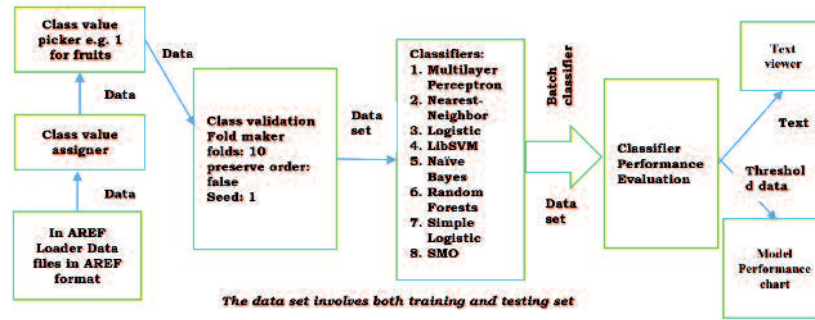 Class value
picker e.g. 1
for fruits
Data
Data
Class value
assigner
Data
In AREF
Loader Data
files in AREF
format
Class validation
Fold maker
folds: 10
preserve order:
false
Seed: 1
Data
set
Classifiers:
1. Multilayer
Perceptron
2. Nearest-
Neighbor
3. Logistic
4. LibSVM
5. Naïve
Bayes
6. Random
Forests
7. Simple
Logistic
8. SMO
Batch
classifier
Data
set
Classifier
Performance
Evaluation
Text
viewer
Text
Threshol
d data
Model
Performance
chart
The data set involves both training and testing set